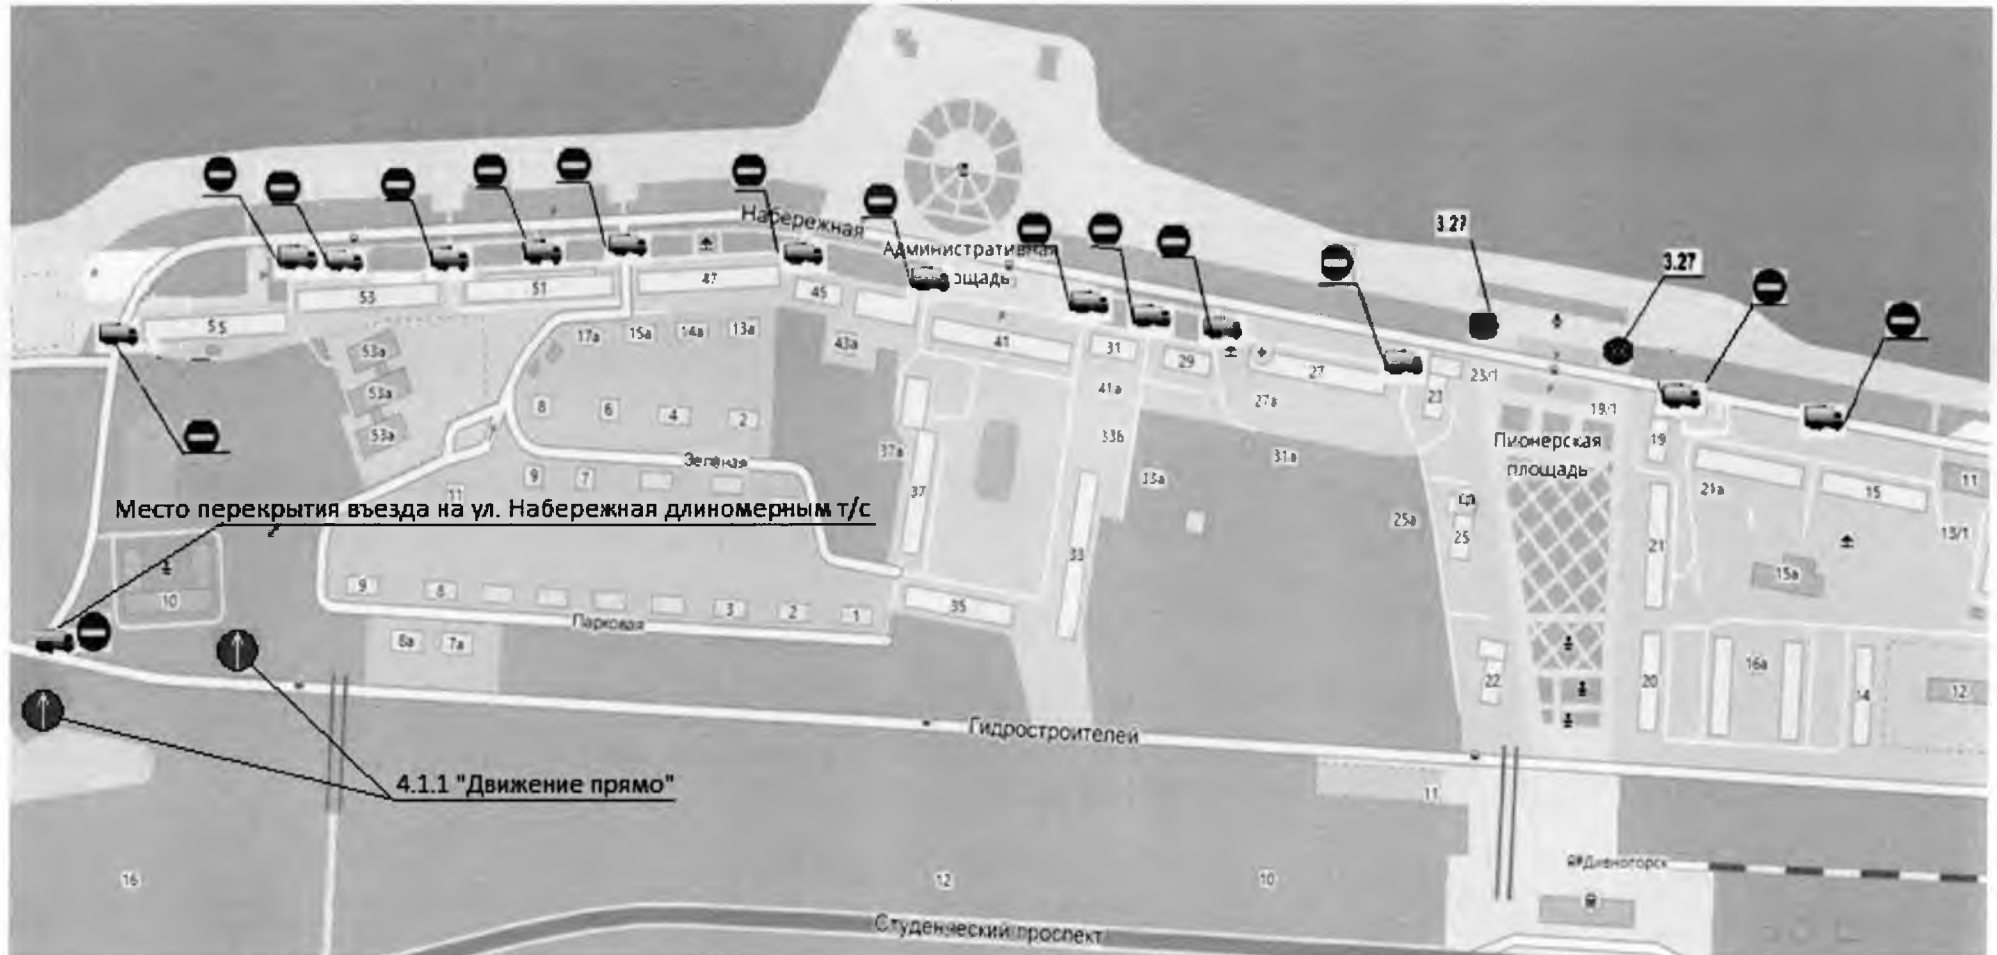 3.27
3.27
Набережная
Административная
площадь
47
53
51
45
55
17а
15а
14а
13а
43а
41
31
29
27
23/1
23
53а
53а
53а
41а
27а
19/1
8
6
4
2
33б
Пионерская
площадь
19
37а
Зелёная
31а
9
7
33а
21а
15
11
11
37
25а
Место перекрытия въезда на ул. Набережная длиномерным т/с
25
21
13/1
33
15а
10
9
8
3
2
1
35
Парковая
8а
7а
22
20
16а
14
12
Гидростроителей
4.1.1 "Движение прямо"
11
Дивногорск
16
12
10
Студенческий проспект